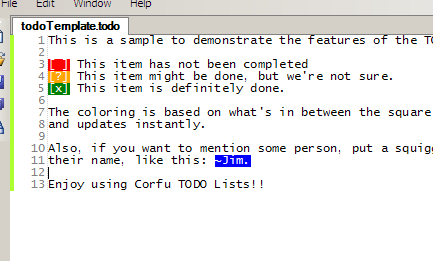 File Edit Window Help
todoTemplate.todo
1 This is a sample to demonstrate the features of the
2
3 [ ] This item has not been completed
4 [?] This item might be done, but we're not sure.
5 [x] This item is definitely done.
6
7 The coloring is based on what's in between the square
8 and updates instantly.
9
10 Also, if you want to mention some person, put a
11 their name, like this: ~Jim.
12
13 Enjoy using Corfu TODO Lists!!